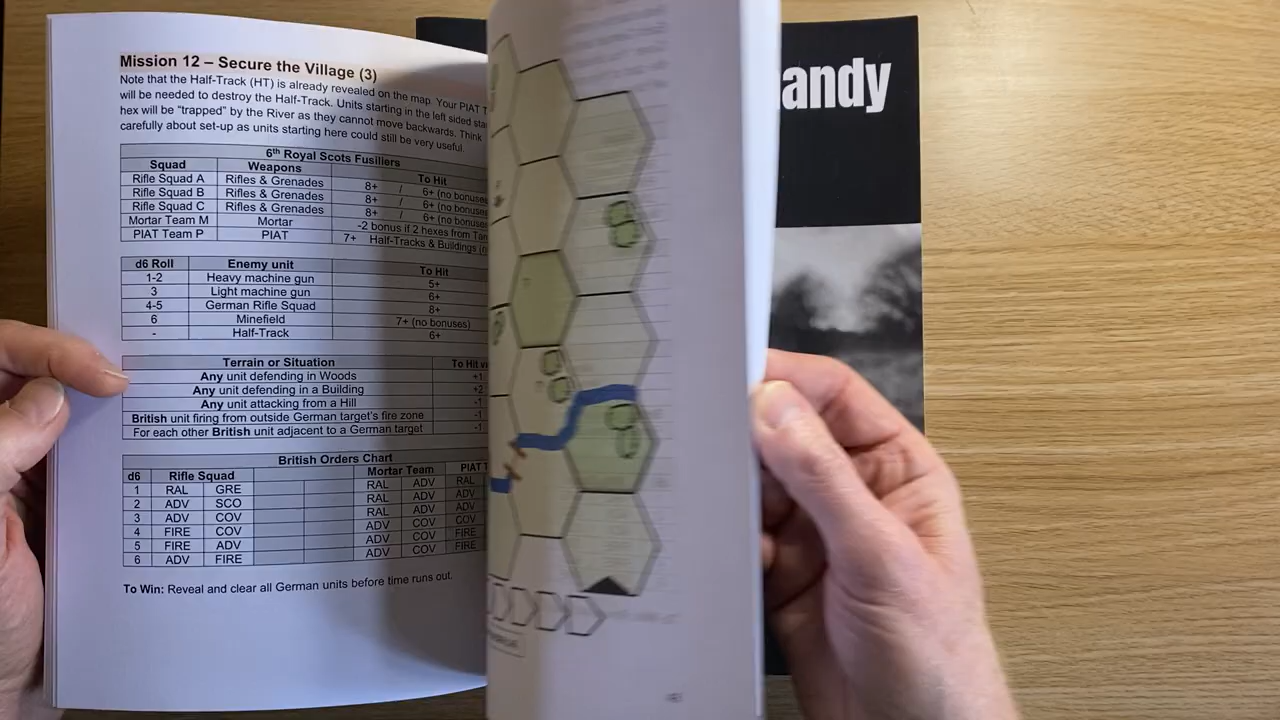 Mission 12 – Secure the Village (3)
Note that the Half-Track (HT) is already revealed on the map. Your PIAT
will be needed to destroy the Half-Track. Units starting in the left sided
hex will be “trapped” by the River as they cannot move backwards. Think
carefully about set-up as units starting here could still be very useful.
6th Royal Scots Fusiliers
Squad Weapons To Hit
Rifle Squad A Rifles & Grenades 8+ / 6+ (no bonuses
Rifle Squad B Rifles & Grenades 8+ / 6+ (no bonuses
Rifle Squad C Rifles & Grenades 8+ / 6+ (no bonuses
Mortar Team M Mortar -2 bonus if 2 hexes from
PIAT Team P PIAT 7+ Half-Tracks & Buildings
d6 Roll Enemy unit To Hit
1-2 Heavy machine gun 5+
3 Light machine gun 6+
4-5 German Rifle Squad 8+
6 Minefield 7+ (no bonuses)
- Half-Track 6+
Terrain or Situation To Hit
Any unit defending in Woods +1
Any unit defending in a Building +2
Any unit attacking from a Hill -1
British unit firing from outside German target's fire zone -1
For each other British unit adjacent to a German target -1
British Orders Chart
d6 Rifle Squad Mortar Team PIAT
1 RAL GRE RAL ADV RAL
2 ADV SCO RAL ADV ADV
3 ADV COV RAL ADV ADV
4 FIRE COV ADV COV COV
5 FIRE ADV ADV COV FIRE
6 ADV FIRE ADV COV FIRE
To Win: Reveal and clear all German units before time runs out.
andy